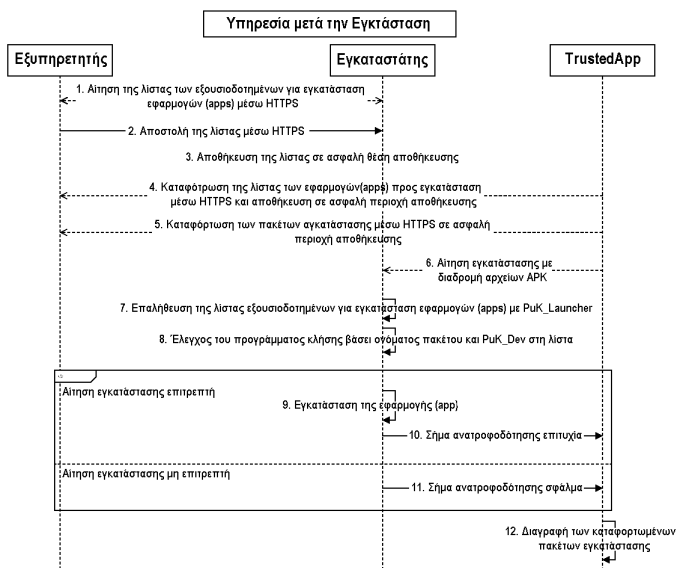 Υπηρεσία μετά την Εγκτάσταση
Εξυπηρετητής
Εγκαταστάτης
TrustedApp
1. Αίτηση της λίστας των εξουσιοδοτημένων για εγκατάσταση
εφαρμογών (apps) μέσω HTTPS
2. Αποστολή της λίστας μέσω HTTPS
3. Αποθήκευση της λίστας σε ασφαλή θέση αποθήκευσης
4. Καταφότρωση της λίστας των εφαρμογών(apps) προς εγκατάσταση
μέσω HTTPS και αποθήκευση σε ασφαλή περιοχή αποθήκευσης
5. Καταφόρτωση των πακέτων αγκατάστασης μέσω HTTPS σε ασφαλή
περιοχή αποθήκευσης
6. Αίτηση εγκατάστασης με
διαδρομή αρχείων APK
7. Επαλήθευση της λίστας εξουσιοδοτημένων για εγκατάσταση εφαρμογών (apps) με PuK_Launcher
8. Έλεγχος του προγράμματος κλήσης βάσει ονόματος πακέτου και PuK_Dev στη λίστα
Αίτηση εγκατάστασης επιτρεπτή
9. Εγκατάσταση της εφαρμογής (app)
10. Σήμα ανατροφοδότησης επιτυχία
Αίτηση εγκατάστασης μη επιτρεπτή
11. Σήμα ανατροφοδότησης σφάλμα
12. Διαγραφή των καταφορτωμένων
πακέτων εγκατάστασης